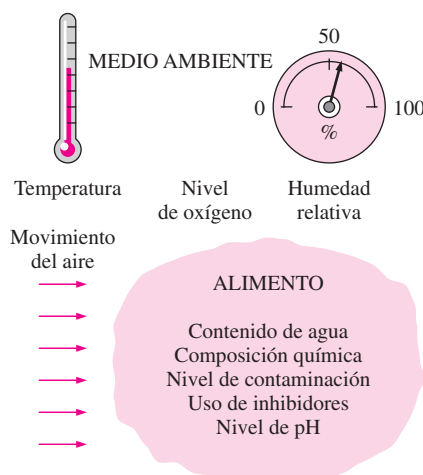 50
MEDIO AMBIENTE
0
100
%
Temperatura
Nivel
de oxígeno
Humedad
relativa
Movimiento
del aire
ALIMENTO
Contenido de agua
Composición química
Nivel de contaminación
Uso de inhibidores
Nivel de pH